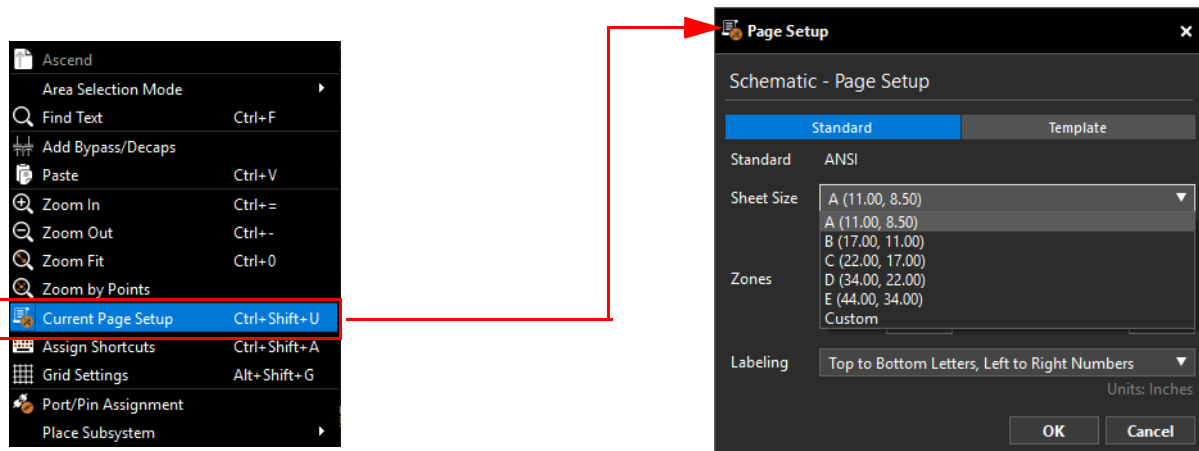 Ascend
Area Selection Mode
Find Text Ctrl+F
Add Bypass/Decaps
Paste Ctrl+V
Zoom In Ctrl+=
Zoom Out Ctrl+-
Zoom Fit Ctrl+0
Zoom by Points
Current Page Setup Ctrl+Shift+U
Assign Shortcuts Ctrl+Shift+A
Grid Settings Alt+Shift+G
Port/Pin Assignment
Place Subsystem
Page Setup
Schematic - Page Setup
Standard Template
Standard ANSI
Sheet Size A (11.00, 8.50)
A (11.00, 8.50)
B (17.00, 11.00)
C (22.00, 17.00)
Zones D (34.00, 22.00)
E (44.00, 34.00)
Custom
Labeling Top to Bottom Letters, Left to Right Numbers
Units: Inches
OK Cancel